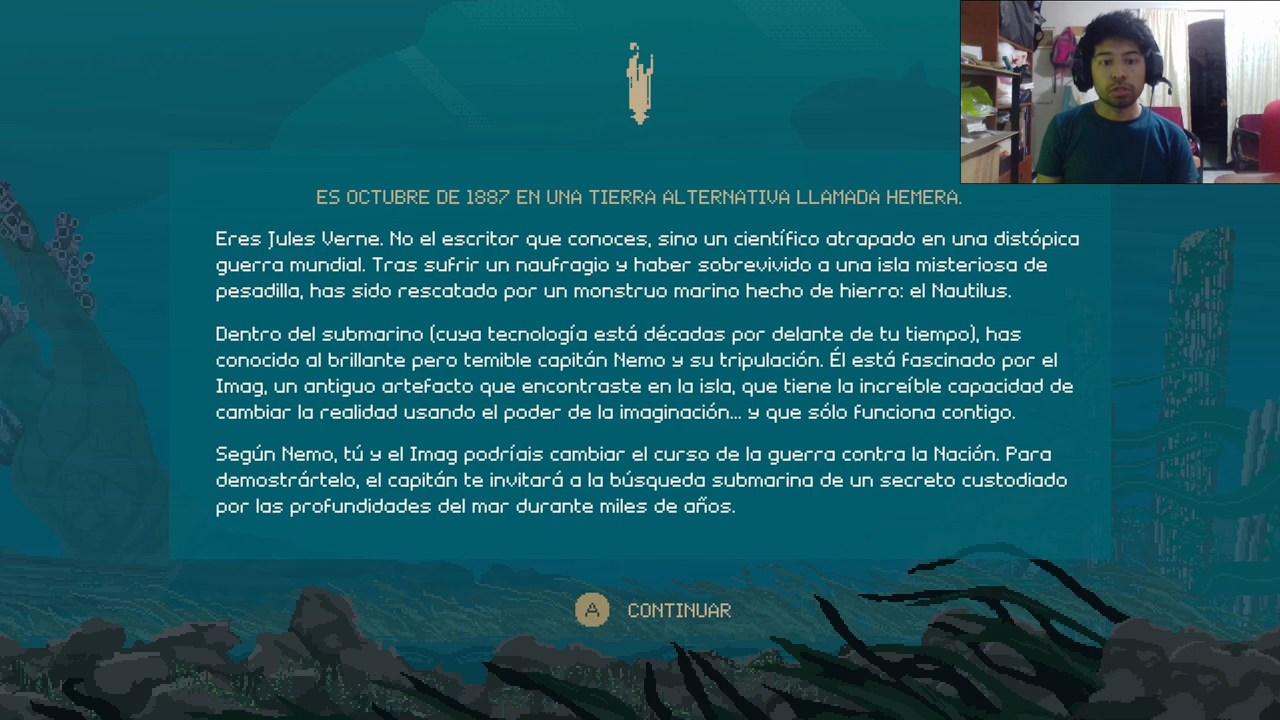 ES OCTUBRE DE 1887 EN UNA TIERRA ALTERNATIVA LLAMADA HEMERA.
Eres Jules Verne. No el escritor que conoces, sino un científico atrapado en una distópica
guerra mundial. Tras sufrir un naufragio y haber sobrevivido a una isla misteriosa de
pesadilla, has sido rescatado por un monstruo marino hecho de hierro: el Nautilus.
Dentro del submarino (cuya tecnología está décadas por delante de tu tiempo), has
conocido al brillante pero temible capitán Nemo y su tripulación. Él está fascinado por el
Imag, un antiguo artefacto que encontraste en la isla, que tiene la increíble capacidad de
cambiar la realidad usando el poder de la imaginación... y que sólo funciona contigo.
Según Nemo, tú y el Imag podríais cambiar el curso de la guerra contra la Nación. Para
demostrártelo, el capitán te invitará a la búsqueda submarina de un secreto custodiado
por las profundidades del mar durante miles de años.
A CONTINUAR